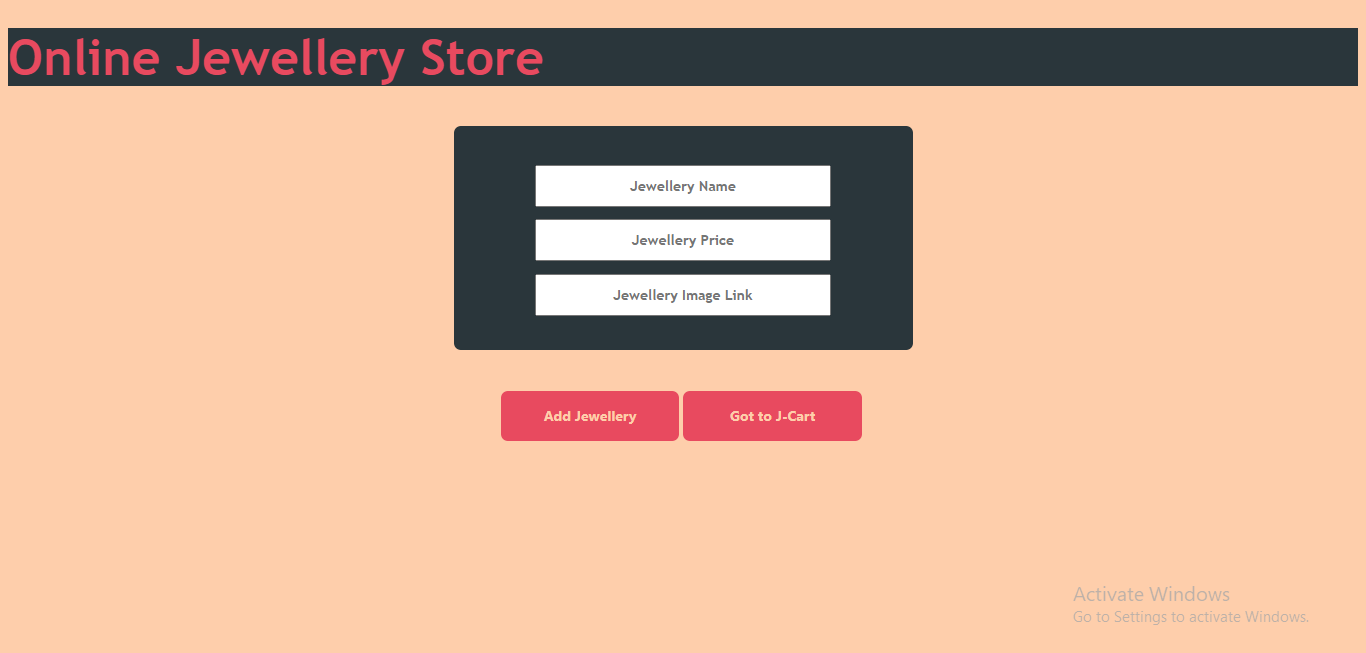 Online Jewellery Store
Jewellery Name
Jewellery Price
Jewellery Image Link
Add Jewellery Got to J-Cart
Activate Windows
Go to Settings to activate Windows.